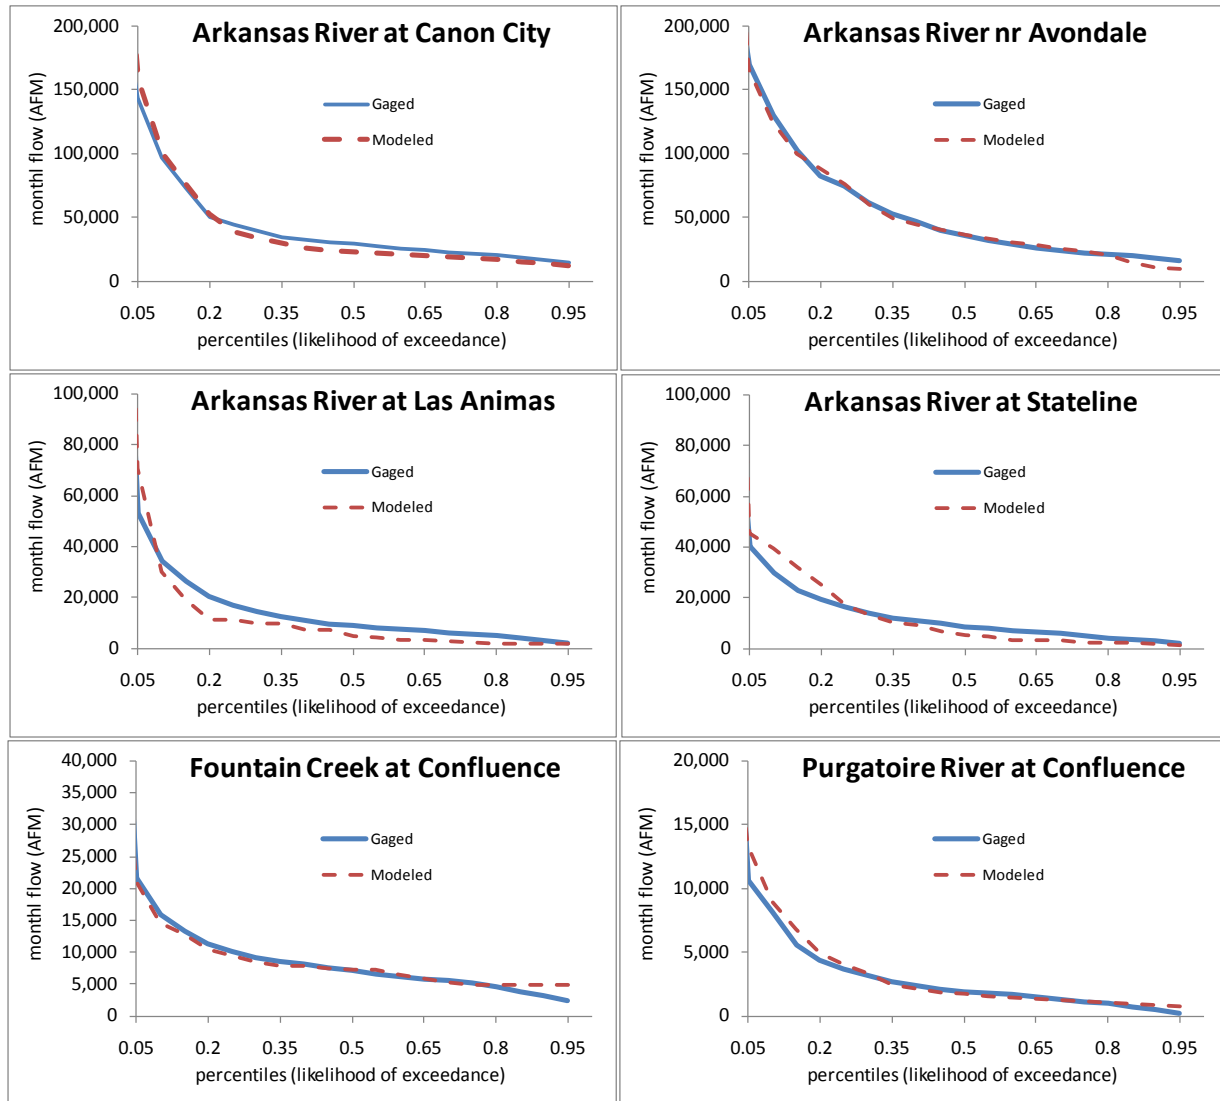 Arkansas River at Canon City
monthl flow (AFM)
200,000
150,000
100,000
50,000
0
Gaged
Modeled
0.05 0.2 0.35 0.5 0.65 0.8 0.95
percentiles (likelihood of exceedance)
Arkansas River nr Avondale
monthl flow (AFM)
200,000
150,000
100,000
50,000
0
Gaged
Modeled
0.05 0.2 0.35 0.5 0.65 0.8 0.95
percentiles (likelihood of exceedance)
Arkansas River at Las Animas
monthl flow (AFM)
100,000
80,000
60,000
40,000
20,000
0
Gaged
Modeled
0.05 0.2 0.35 0.5 0.65 0.8 0.95
percentiles (likelihood of exceedance)
Arkansas River at Stateline
monthl flow (AFM)
100,000
80,000
60,000
40,000
20,000
0
Gaged
Modeled
0.05 0.2 0.35 0.5 0.65 0.8 0.95
percentiles (likelihood of exceedance)
Fountain Creek at Confluence
monthl flow (AFM)
40,000
35,000
30,000
25,000
20,000
15,000
10,000
5,000
0
Gaged
Modeled
0.05 0.2 0.35 0.5 0.65 0.8 0.95
percentiles (likelihood of exceedance)
Purgatoire River at Confluence
monthl flow (AFM)
20,000
15,000
10,000
5,000
0
Gaged
Modeled
0.05 0.2 0.35 0.5 0.65 0.8 0.95
percentiles (likelihood of exceedance)